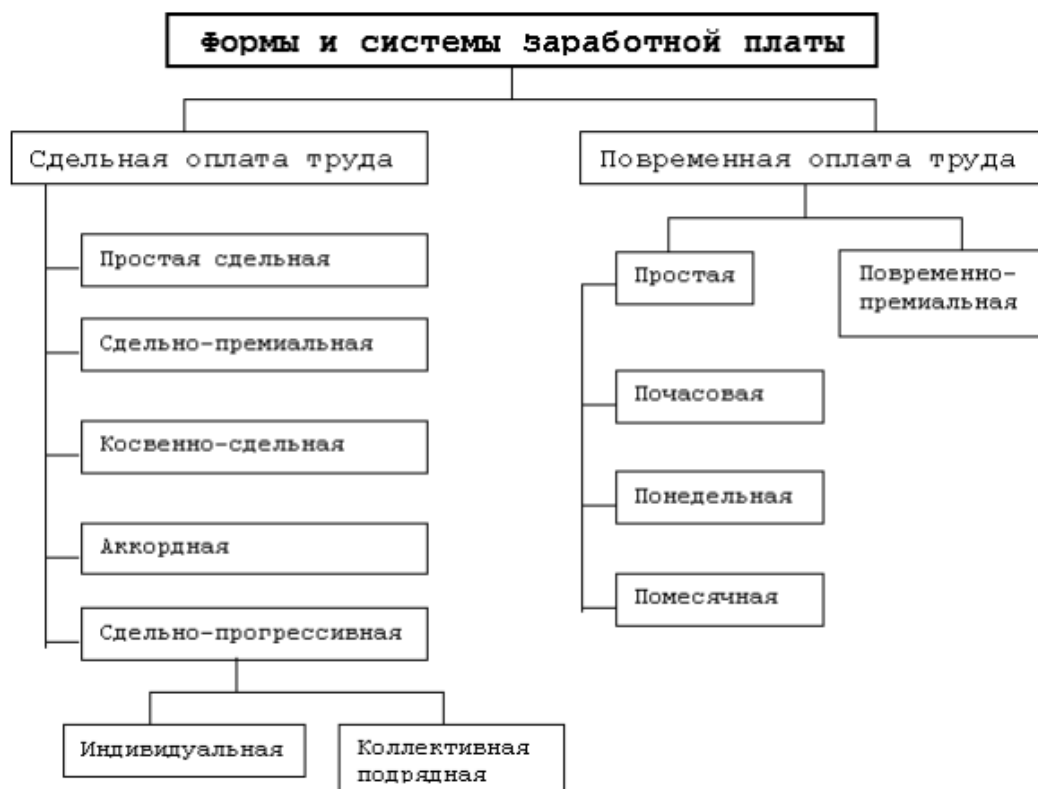 Формы и системы заработной платы
Сдельная оплата труда
Повременная оплата труда
Простая сдельная
Сдельно-премиальная
Косвенно-сдельная
Аккордная
Сдельно-прогрессивная
Индивидуальная
Коллективная
подрядная
Простая
Повременно-
премиальная
Почасовая
Понедельная
Помесячная